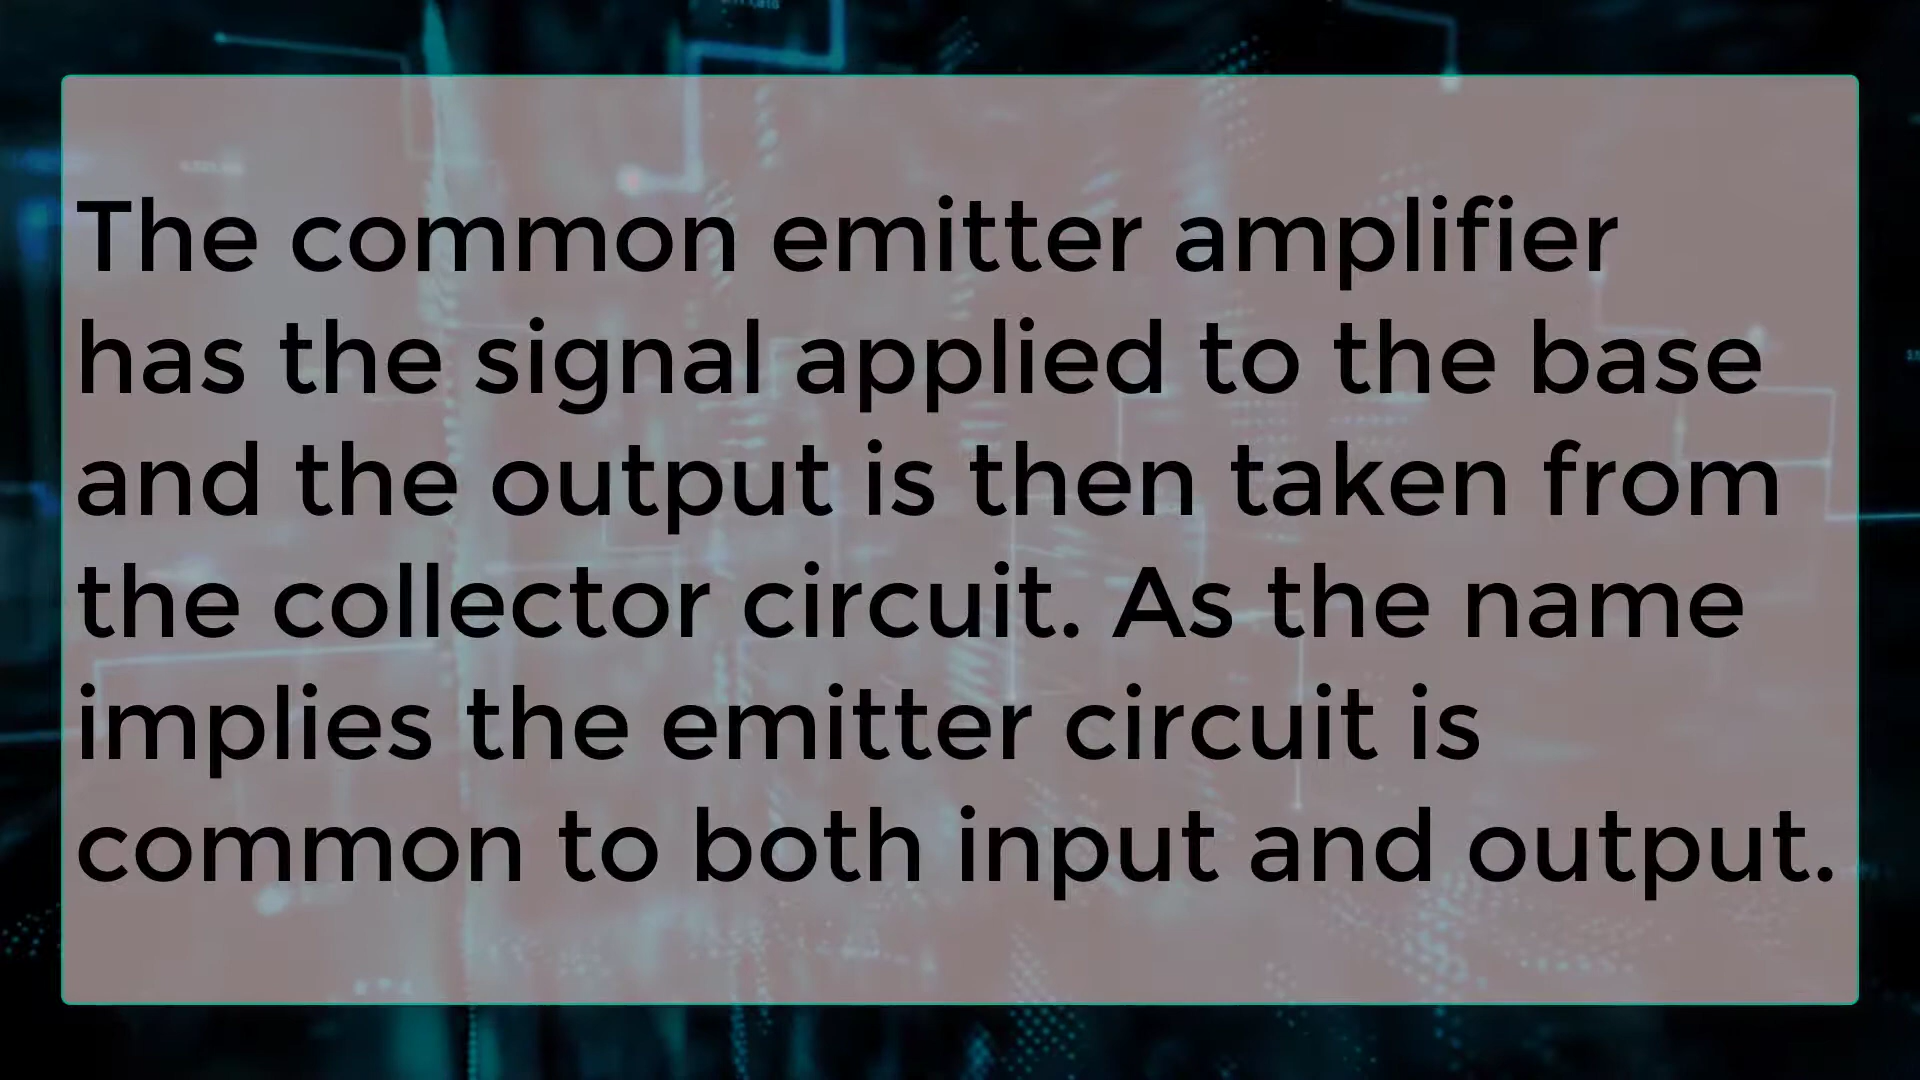 The common emitter amplifier
has the signal applied to the base
and the output is then taken from
the collector circuit. As the name
implies the emitter circuit is
common to both input and output.